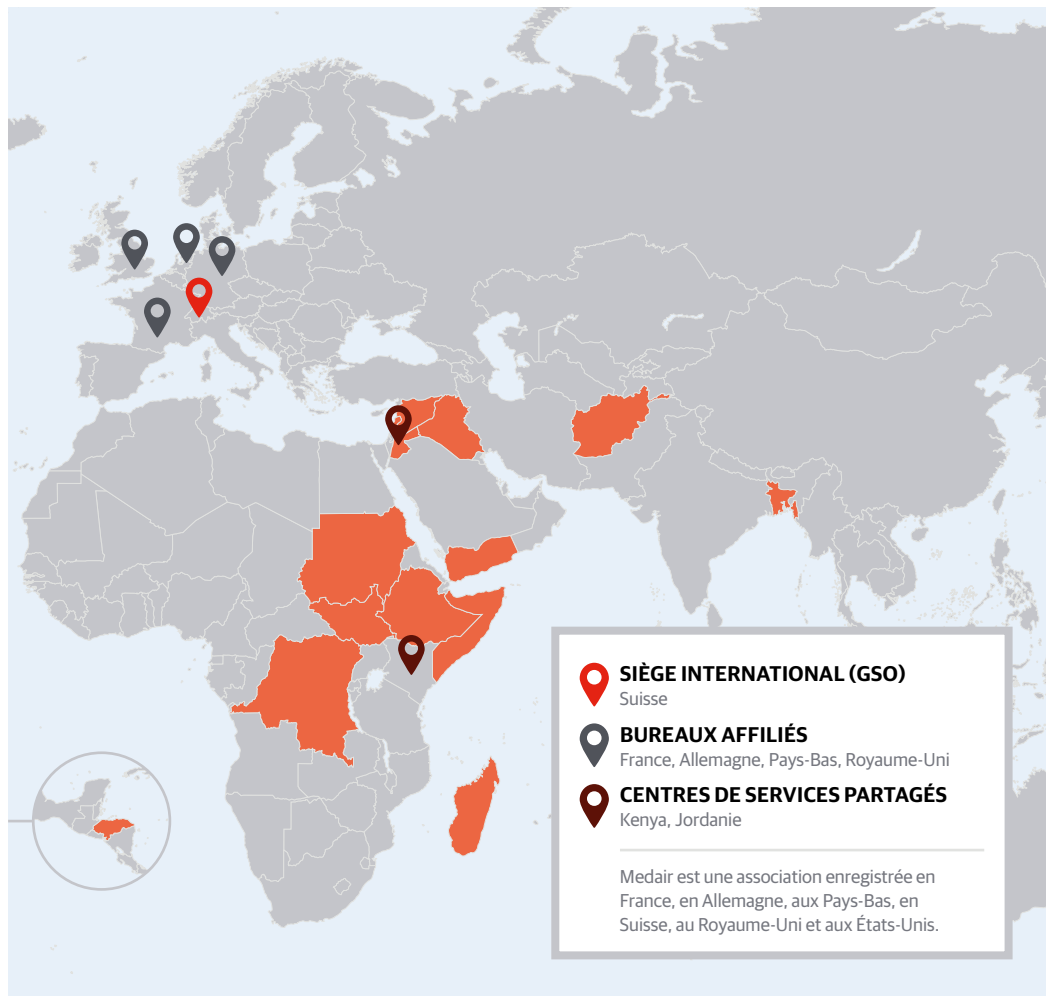 SIÈGE INTERNATIONAL (GSO)
Suisse
BUREAUX AFFILIÉS
France, Allemagne, Pays-Bas, Royaume-Uni
CENTRES DE SERVICES PARTAGÉS
Kenya, Jordanie
Medair est une association enregistrée en
France, en Allemagne, aux Pays-Bas, en
Suisse, au Royaume-Uni et aux États-Unis.